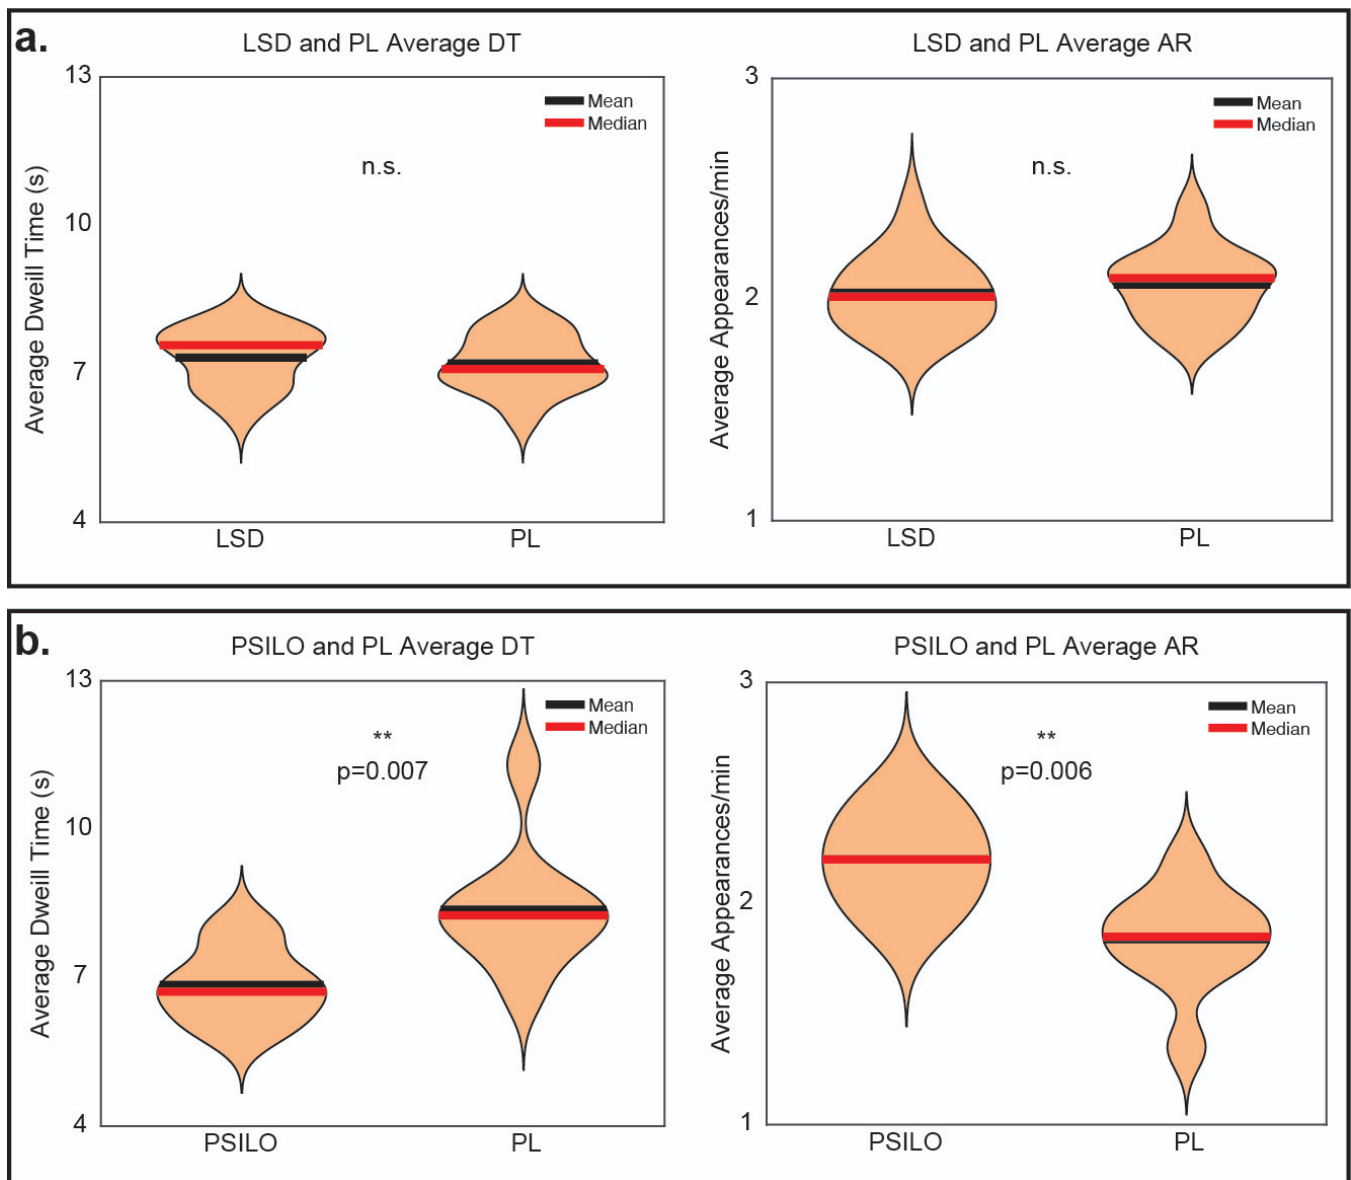 a.
LSD and PL Average DT
13
10
7
4
Average Dweill Time (s)
Mean
Median
n.s.
LSD
PL
LSD and PL Average AR
3
2
1
Average Appearances/min
Mean
Median
n.s.
LSD
PL
b.
PSILO and PL Average DT
13
10
7
4
Average Dweill Time (s)
Mean
Median
**
p=0.007
PSILO
PL
PSILO and PL Average AR
3
2
1
Average Appearances/min
Mean
Median
**
p=0.006
PSILO
PL